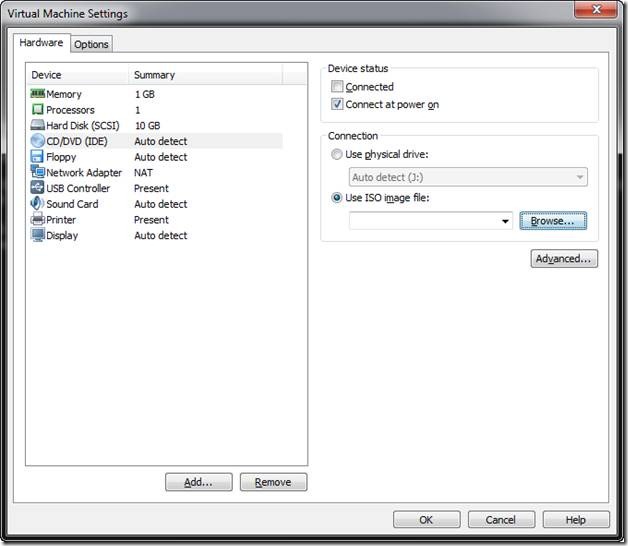 Virtual Machine Settings
Hardware Options
Device Summary
Memory 1 GB
Processors 1
Hard Disk (SCSI) 10 GB
CD/DVD (IDE) Auto detect
Floppy Auto detect
Network Adapter NAT
USB Controller Present
Sound Card Auto detect
Printer Present
Display Auto detect
Add... Remove
Device status
Connected
Connect at power on
Connection
Use physical drive:
Auto detect (J:)
Use ISO image file:
Browse...
Advanced...
OK Cancel Help